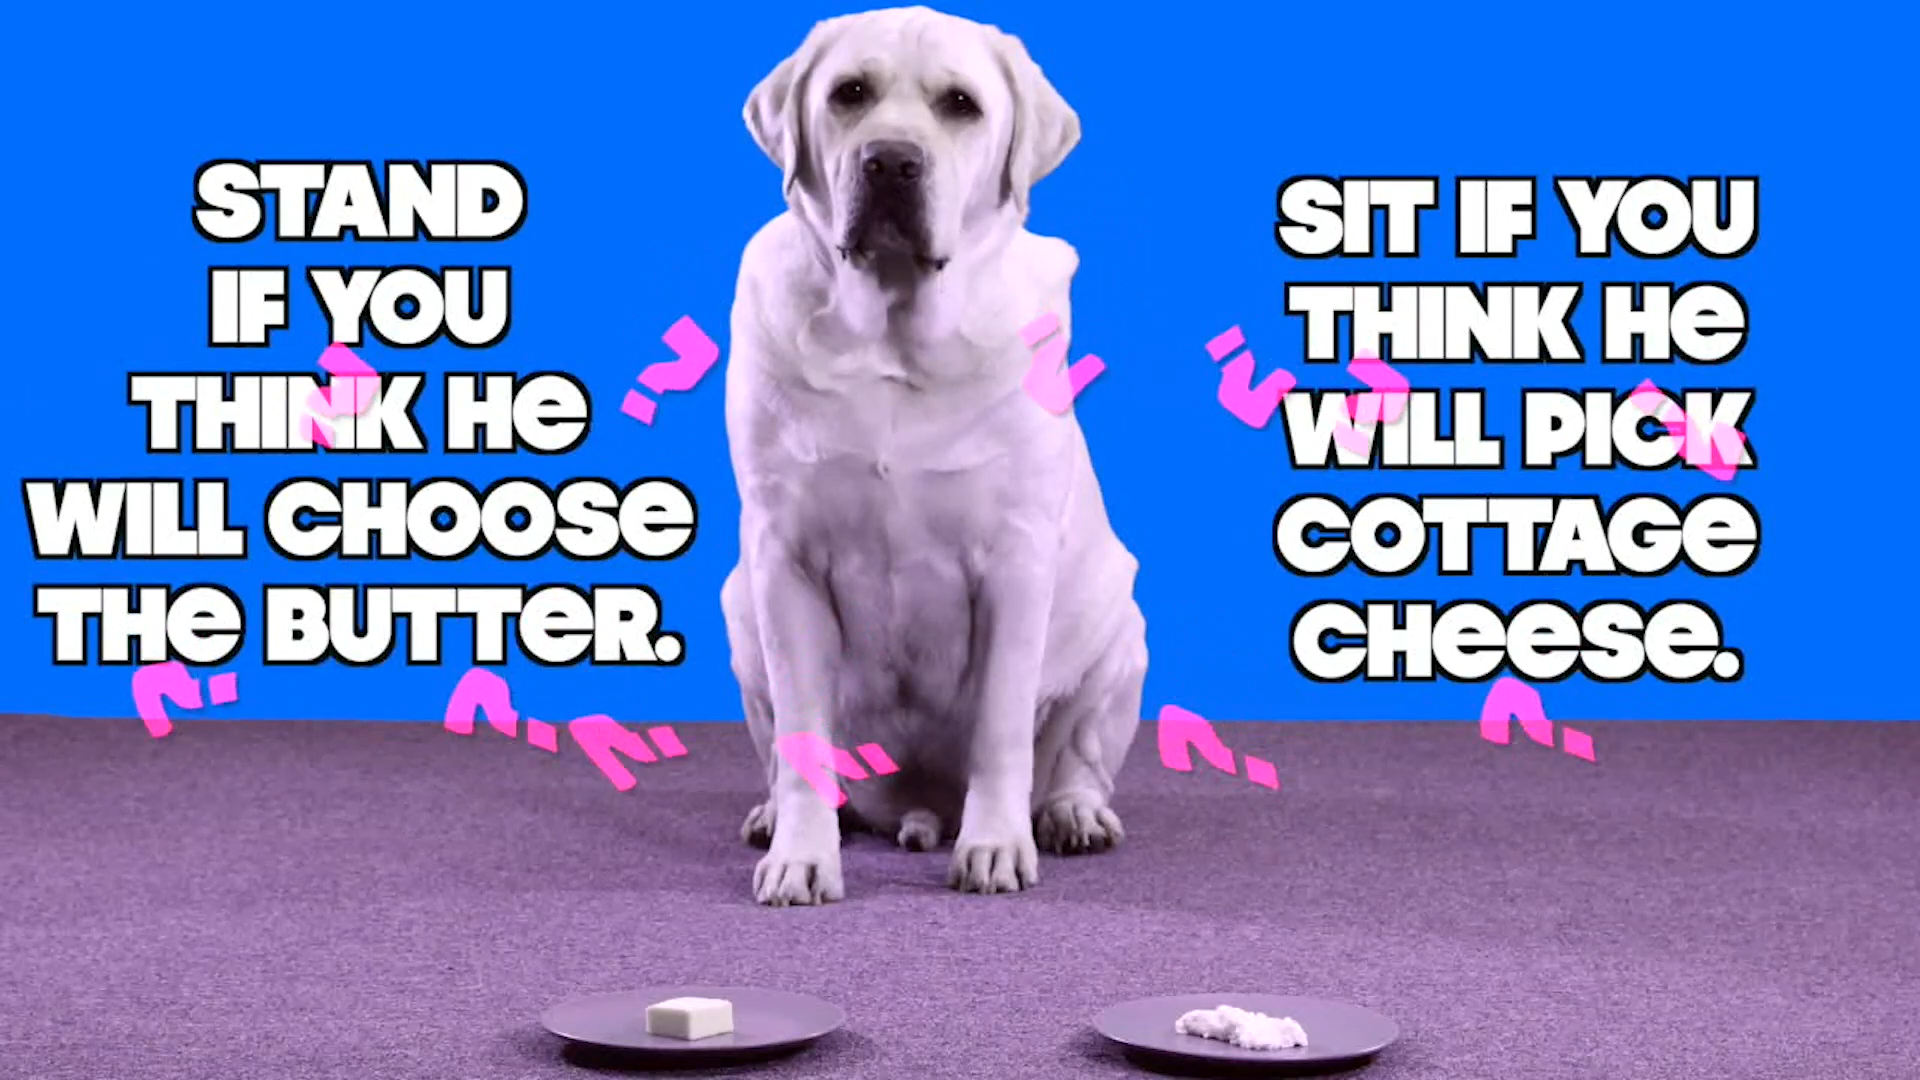 STAND
IF YOU
THINK He
WILL CHOOSe
THe BUTTeR.
SIT IF YOU
THINK He
WILL PICK
COTTAGe
CHeeSe.